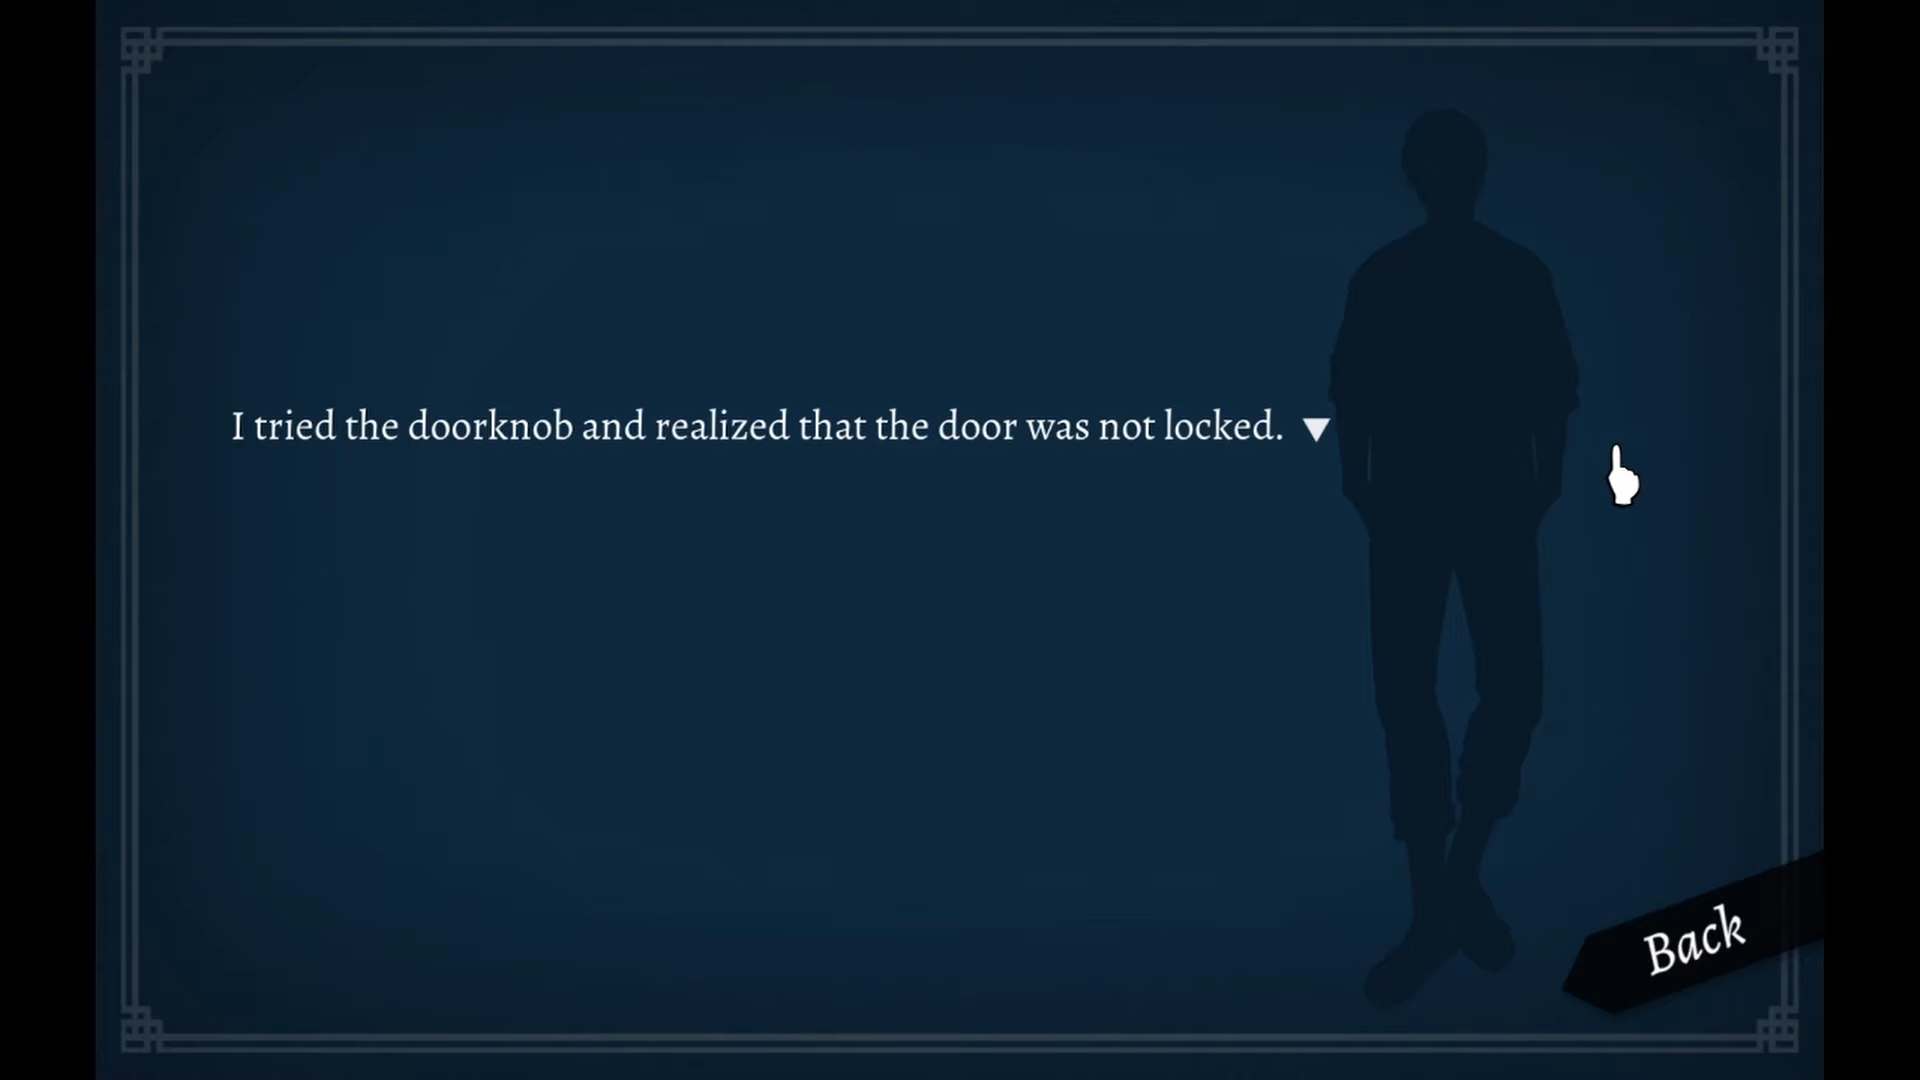 I tried the doorknob and realized that the door was not locked.
Back